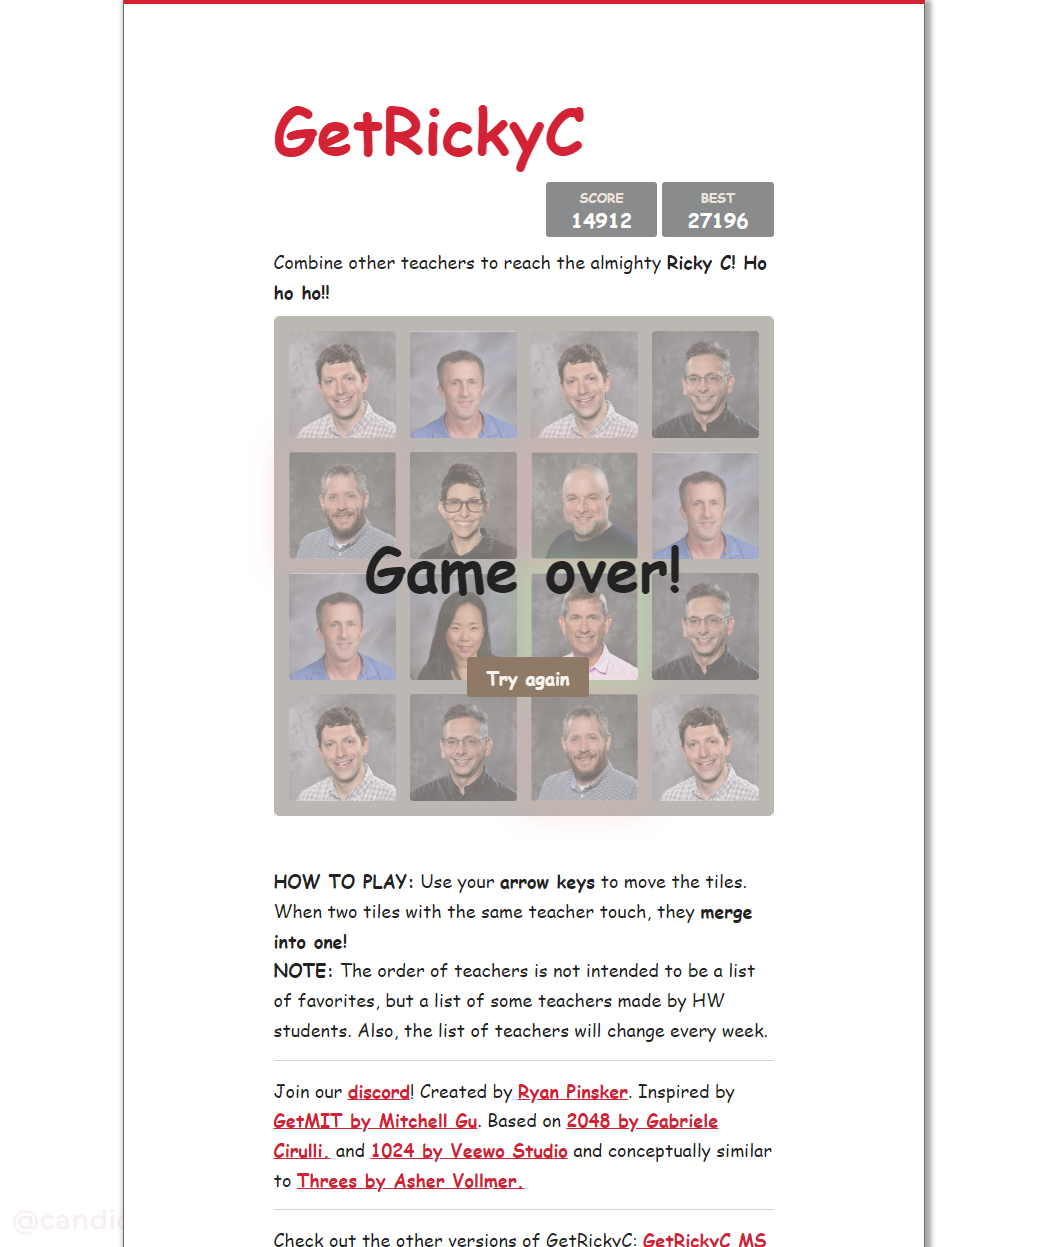 GetRickyC
SCORE BEST
14912 27196
Combine other teachers to reach the almighty Ricky C! Ho
ho ho!!
Game over!
Try again
HOW TO PLAY: Use your arrow keys to move the tiles.
When two tiles with the same teacher touch, they merge
into one!
NOTE: The order of teachers is not intended to be a list
of favorites, but a list of some teachers made by HW
students. Also, the list of teachers will change every week.
Join our discord! Created by Ryan Pinsker. Inspired by
GetMIT by Mitchell Gu. Based on 2048 by Gabriele
Cirulli. and 1024 by Veewo Studio and conceptually similar
to Threes by Asher Vollmer.
Check out the other versions of GetRickyC: GetRickyC MS